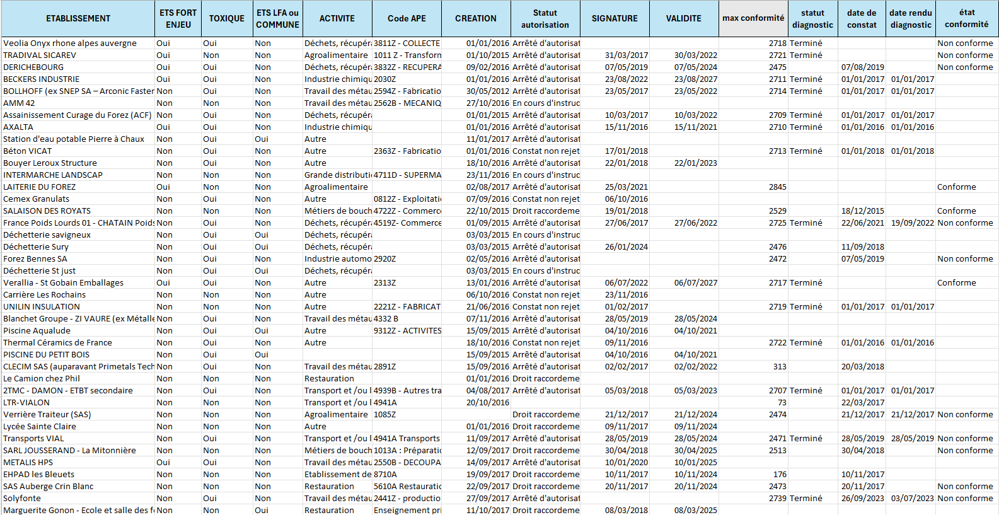 ETABLISSEMENT ETS FORT ENJEU TOXIQUE ETS LFA ou COMMUNE ACTIVITE Code APE CREATION Statut autorisation SIGNATURE VALIDITE max conformité statut diagnostic date de constat date rendu diagnostic état conformité
Veolia Onyx rhone alpes auvergne Oui Oui Non Déchets, récupéra 3811Z - COLLECTE 01/01/2016 Arrêté d'autorisat 2718 Terminé Non conforme
TRADIVAL SICAREV Oui Non Non Agroalimentaire 1011 Z - Transform 01/10/2015 Arrêté d'autorisat 31/03/2017 30/03/2022 2721 Terminé Non conforme
DERICHEBOURG Oui Oui Non Déchets, récupéra 3832Z - RECUPERA 09/02/2016 Arrêté d'autorisat 07/05/2019 07/05/2024 2475 07/08/2019 Non conforme
BECKERS INDUSTRIE Oui Oui Non Industrie chimiqu 2030Z 01/01/2016 Arrêté d'autorisat 23/08/2022 23/08/2027 2711 Terminé 01/01/2017 01/01/2017
BOLLHOFF (ex SNEP SA – Arconic Faster Non Oui Non Travail des métau 2594Z - Fabricatio 30/05/2012 Arrêté d'autorisat 23/05/2017 23/05/2022 2714 Terminé 01/01/2017 01/01/2017
AMM 42 Non Non Non Travail des métau 2562B - MECANIQ 27/10/2016 En cours d'instruc
Assainissement Curage du Forez (ACF) Non Oui Non Déchets, récupéra 01/01/2015 Arrêté d'autorisat 10/03/2017 10/03/2022 2709 Terminé 01/01/2017 01/01/2017
AXALTA Oui Oui Non Industrie chimiqu 01/01/2016 Arrêté d'autorisat 15/11/2016 15/11/2021 2710 Terminé 01/01/2016 01/01/2016
Station d'eau potable Pierre à Chaux Non Oui Oui Autre 11/01/2017 Arrêté d'autorisat
Béton VICAT Non Oui Non Autre 2363Z - Fabricatio 01/01/2016 Constat non rejet 17/01/2018 2713 Terminé 01/01/2018 01/01/2018
Bouyer Leroux Structure Non Oui Non Autre 18/10/2016 Arrêté d'autorisat 22/01/2018 22/01/2023
INTERMARCHE LANDSCAP Non Non Non Grande distributi 4711D - SUPERMA 23/11/2016 En cours d'instruc
LAITERIE DU FOREZ Oui Non Non Agroalimentaire 02/08/2017 Arrêté d'autorisat 25/03/2021 2845 Conforme
Cemex Granulats Non Oui Non Autre 0812Z - Exploitati 07/09/2016 Constat non rejet 06/10/2016
SALAISON DES ROYATS Non Non Non Métiers de bouch 4722Z - Commerc 22/10/2015 Droit raccordeme 19/01/2018 2529 18/12/2015 Conforme
France Poids Lourds 01 - CHATAIN Poids Non Oui Non Déchets, récupéra 4519Z- Commerce 01/09/2015 Arrêté d'autorisat 27/06/2017 27/06/2022 2725 Terminé 22/06/2021 19/09/2022 Non conforme
Déchetterie savigneux Non Oui Oui Déchets, récupéra 03/03/2015 En cours d'instruc
Déchetterie Sury Non Oui Non Déchets, récupéra 03/03/2015 Arrêté d'autorisat 26/01/2024 2476 11/09/2018
Forez Bennes SA Non Oui Non Industrie automo 2920Z 02/05/2016 Arrêté d'autorisat 2472 07/05/2019 Non conforme
Déchetterie St just Non Oui Oui Déchets, récupéra 03/03/2015 En cours d'instruc
Verallia - St Gobain Emballages Oui Oui Non Autre 2313Z 13/01/2016 Arrêté d'autorisat 06/07/2022 06/07/2027 2717 Terminé Conforme
Carrière Les Rochains Non Non Non Autre 06/10/2016 Constat non rejet 23/11/2016
UNILIN INSULATION Non Non Non Autre 2221Z - FABRICAT 21/06/2016 Constat non rejet 01/02/2017 2719 Terminé 01/01/2017 01/01/2017
Blanchet Groupe - ZI VAURE (ex Métalle Non Oui Non Travail des métau 4332 B 07/11/2016 Arrêté d'autorisat 28/05/2019 28/05/2024
Piscine Aqualude Non Oui Oui Autre 9312Z - ACTIVITES 15/09/2015 Arrêté d'autorisat 04/10/2016 04/10/2021
Thermal Céramics de France Non Oui Non Autre 18/10/2016 Constat non rejet 09/11/2016 2722 Terminé 01/01/2016 01/01/2016
PISCINE DU PETIT BOIS Non Oui Oui 15/09/2015 Arrêté d'autorisat 04/10/2016 04/10/2021
CLECIM SAS (auparavant Primetals Tech Non Oui Non Travail des métau 2891Z 15/09/2016 Arrêté d'autorisat 02/02/2017 02/02/2022 313 20/03/2018
Le Camion chez Phil Non Non Non Restauration 01/01/2016 Droit raccordeme
2TMC - DAMON - ETBT secondaire Non Oui Non Transport et /ou l 4939B - Autres tra 04/08/2017 Arrêté d'autorisat 05/03/2018 05/03/2023 2707 Terminé 01/01/2017 01/01/2017
LTR-VIALON Non Non Non Transport et /ou l 4941A 20/10/2016 73 22/03/2017
Verrière Traiteur (SAS) Non Non Non Agroalimentaire 1085Z Droit raccordeme 21/12/2017 21/12/2024 2474 21/12/2017 21/12/2017 Non conforme
Lycée Sainte Claire Non Non Non Autre 01/01/2016 Droit raccordeme 09/11/2017 09/11/2024
Transports VIAL Non Oui Non Transport et /ou l 4941A Transports 11/09/2017 Arrêté d'autorisat 28/05/2019 28/05/2024 2471 Terminé 28/05/2019 28/05/2019 Non conforme
SARL JOUSSERAND - La Mitonnière Non Non Non Métiers de bouch 1013A : Préparatic 12/09/2017 Droit raccordeme 30/04/2018 30/04/2025 2513 30/04/2018 Non conforme
METALIS HPS Oui Oui Non Travail des métau 2550B - DECOUPA 14/09/2017 Arrêté d'autorisat 10/01/2020 10/01/2025
EHPAD les Bleuets Non Non Non Etablissement de 8710A 19/09/2017 Droit raccordeme 10/11/2017 10/11/2024 176 10/11/2017
SAS Auberge Crin Blanc Non Non Non Restauration 5610A Restauratic 22/09/2017 Droit raccordeme 20/11/2017 20/11/2024 2473 20/11/2017 Non conforme
Solyfonte Non Oui Non Travail des métau 2441Z - productio 27/09/2017 Arrêté d'autorisat 2739 Terminé 26/09/2023 03/07/2023 Non conforme
Marguerite Gonon - Ecole et salle des f Non Non Oui Restauration Enseignement pri 11/10/2017 Droit raccordeme 08/03/2018 08/03/2025